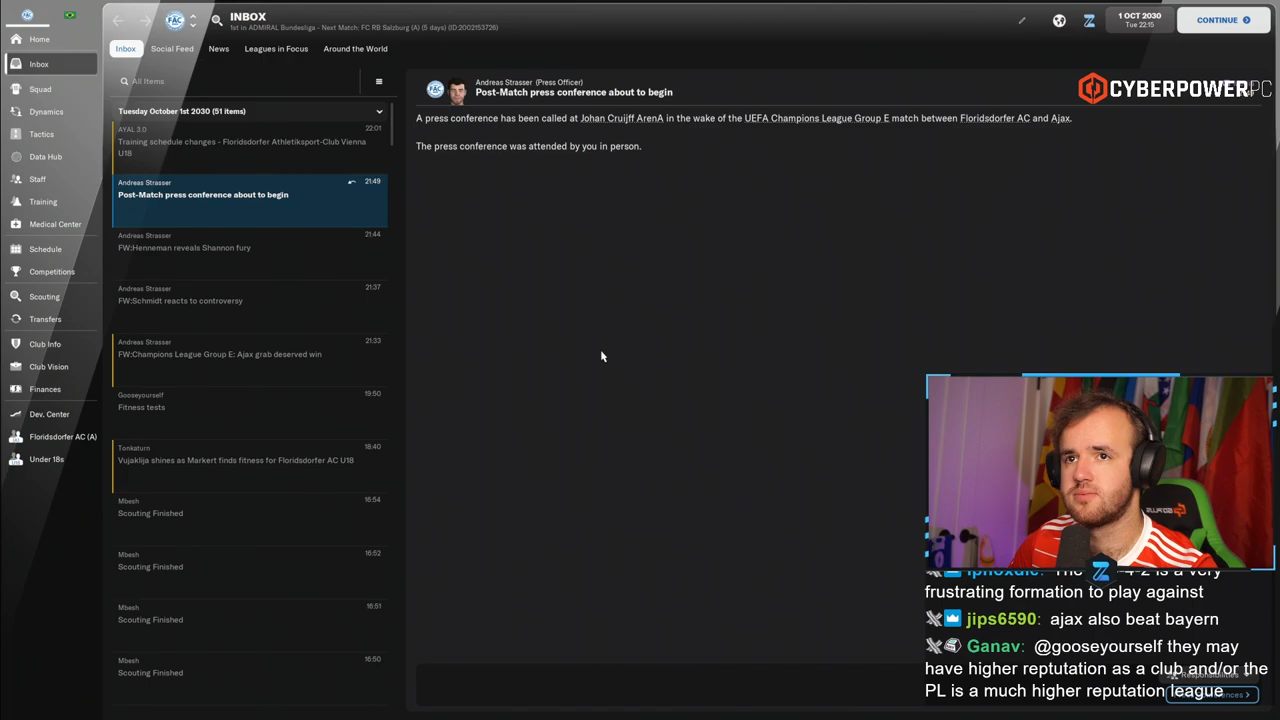 INBOX
1st in ADMIRAL Bundesliga - Next Match: FC RB Salzburg (A) (5 days) (ID:2002153726)
1 OCT 2030
Tue 22:15
CONTINUE
Inbox
Social Feed
News
Leagues in Focus
Around the World
Home
Inbox
Squad
Dynamics
Tactics
Data Hub
Staff
Training
Medical Center
Schedule
Competitions
Scouting
Transfers
Club Info
Club Vision
Finances
Dev. Center
Floridsdorfer AC (A)
Under 18s
All Items
Tuesday October 1st 2030 (51 items)
AYAL 3.0
22:01
Training schedule changes - Floridsdorfer Athletiksport-Club Vienna
U18
Andreas Strasser
21:49
Post-Match press conference about to begin
Andreas Strasser
21:44
FW:Henneman reveals Shannon fury
Andreas Strasser
21:37
FW:Schmidt reacts to controversy
Andreas Strasser
21:33
FW:Champions League Group E: Ajax grab deserved win
Gooseyourself
19:50
Fitness tests
Tonkaturn
18:40
Vujaklija shines as Markert finds fitness for Floridsdorfer AC U18
Mbesh
16:54
Scouting Finished
Mbesh
16:52
Scouting Finished
Mbesh
16:51
Scouting Finished
Mbesh
16:50
Scouting Finished
Andreas Strasser (Press Officer)
Post-Match press conference about to begin
CYBERPOWERPC
A press conference has been called at Johan Cruijff ArenA in the wake of the UEFA Champions League Group E match between Floridsdorfer AC and Ajax.
The press conference was attended by you in person.
is a very
frustrating formation to play against
jips6590: ajax also beat bayern
Ganav: @gooseyourself they may
have higher reptutation as a club and/or the
PL is a much higher reputation league
Responsibilities